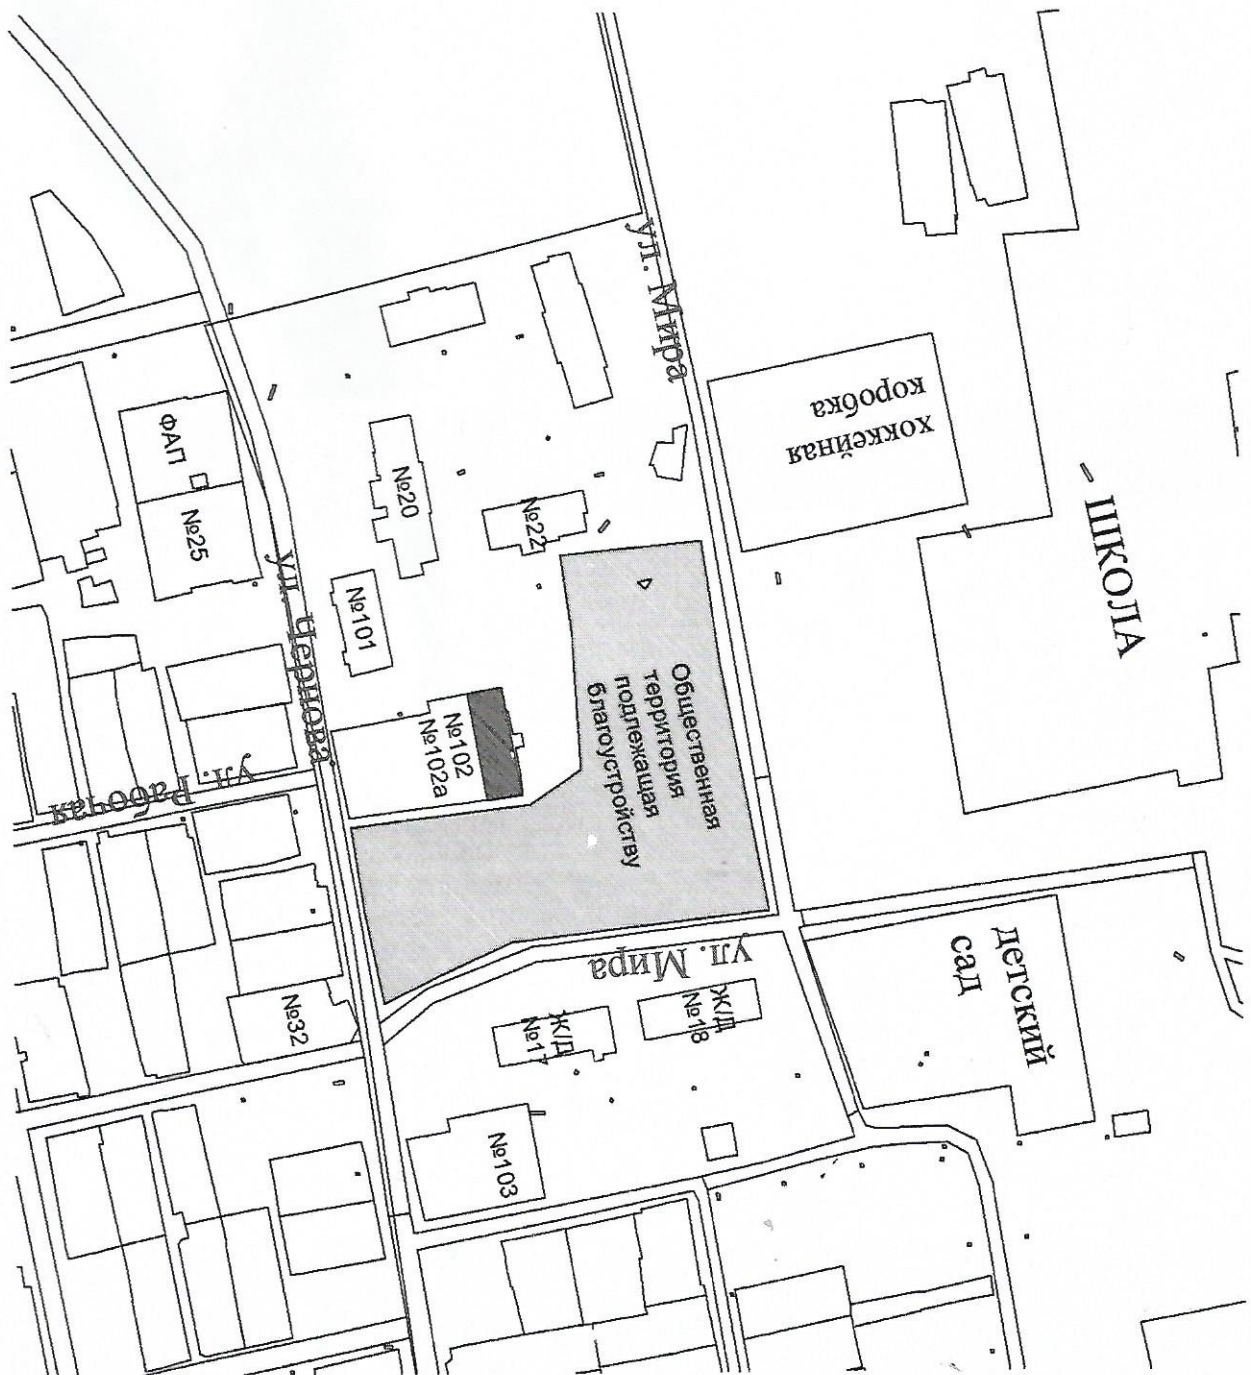 ул. Мира
хоккейная
коробка
ШКОЛА
ФАП
№25
№20
№22
№101
ул. Чернова
№102
№102а
Общественная
территория
подлежащая
благоустройству
ул. Рабочая
ул. Мира
детский
сад
Ж/Д
№18
Ж/Д
№17
№32
№103